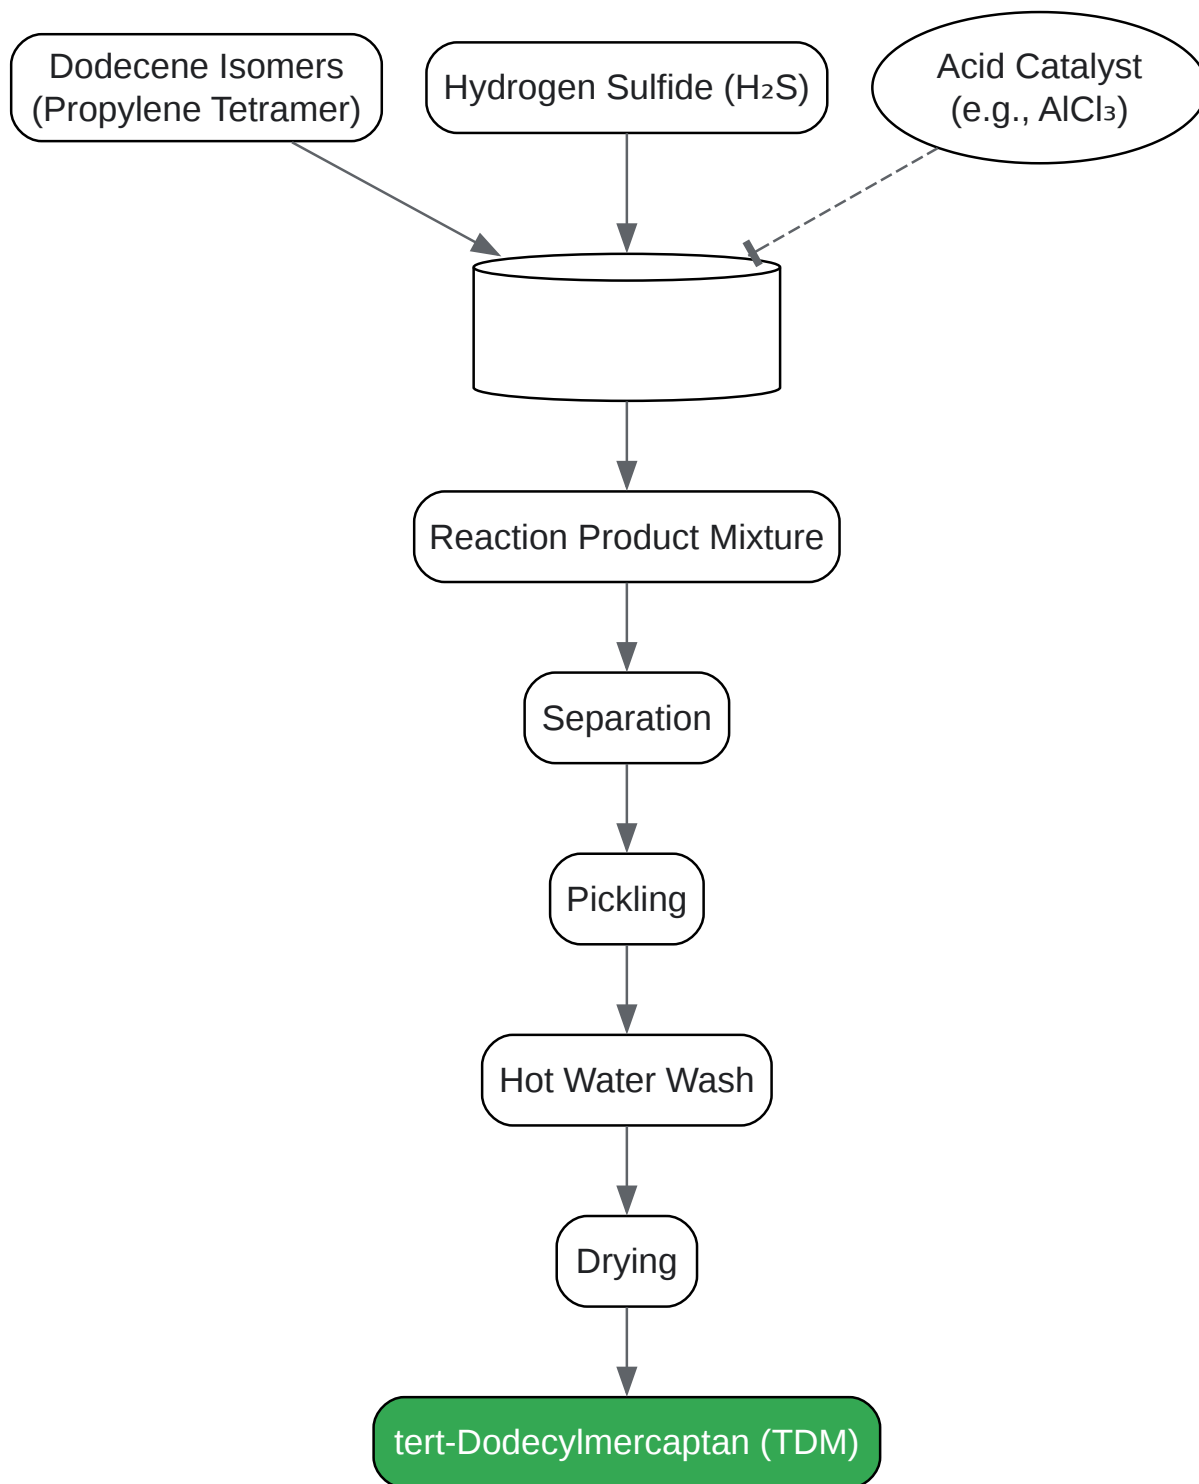 Dodecene Isomers
(Propylene Tetramer)
Hydrogen Sulfide (H₂S)
Acid Catalyst
(e.g., AlCl₃)
Reaction Product Mixture
Separation
Pickling
Hot Water Wash
Drying
tert-Dodecylmercaptan (TDM)